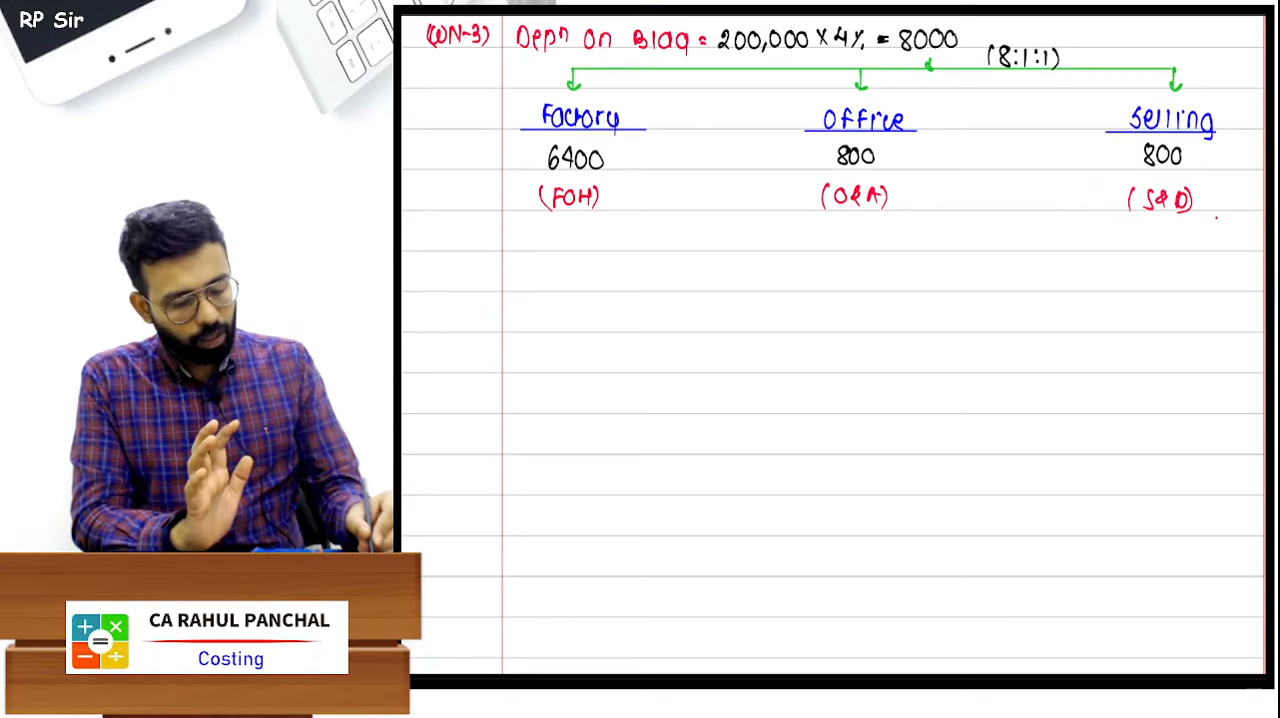 RP Sir
(WN-3) Depn On Bldg = 200,000 × 4% = 8000
(8:1:1)
Factory Office Selling
6400 800 800
(FOH) (O&A) (S&D)
CA RAHUL PANCHAL
Costing